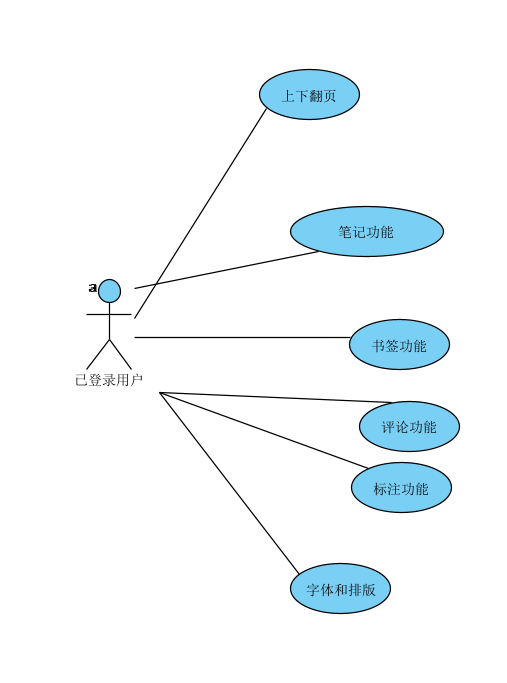 上下翻页
笔记功能
a
书签功能
已登录用户
评论功能
标注功能
字体和排版